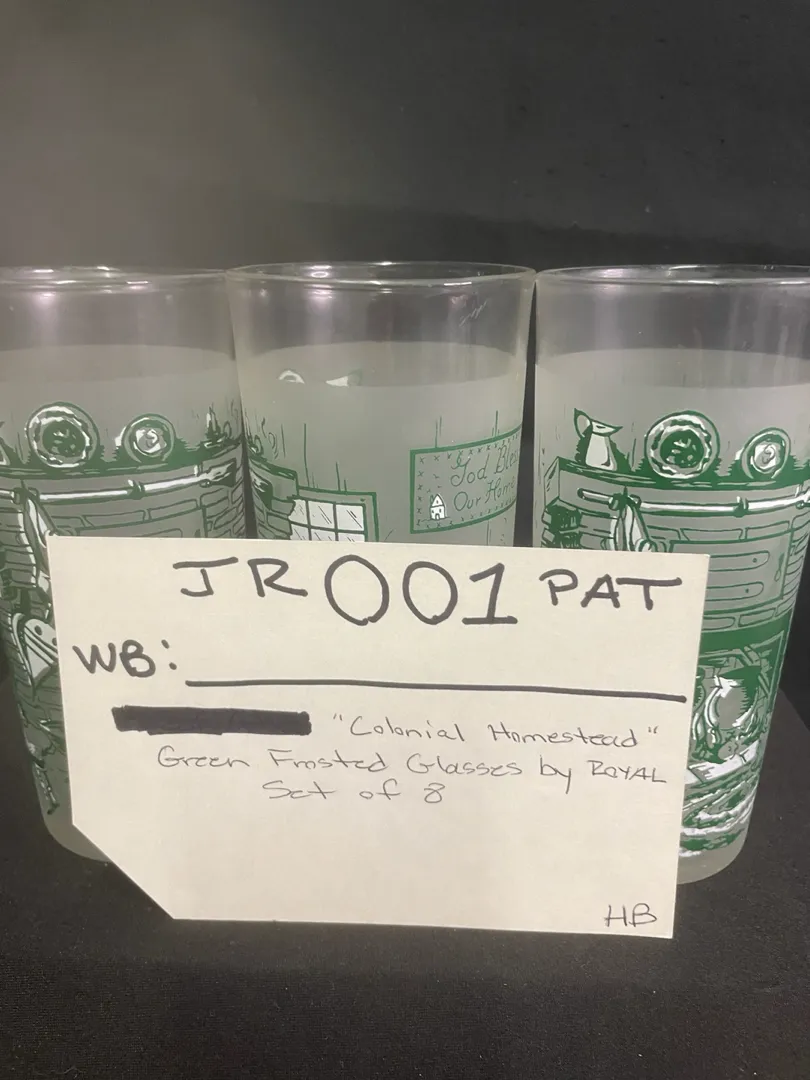 God Bless
Our Home
JR001 PAT
WB:
"Colonial Homestead"
Green Frosted Glasses by ROYAL
Set of 8
HB